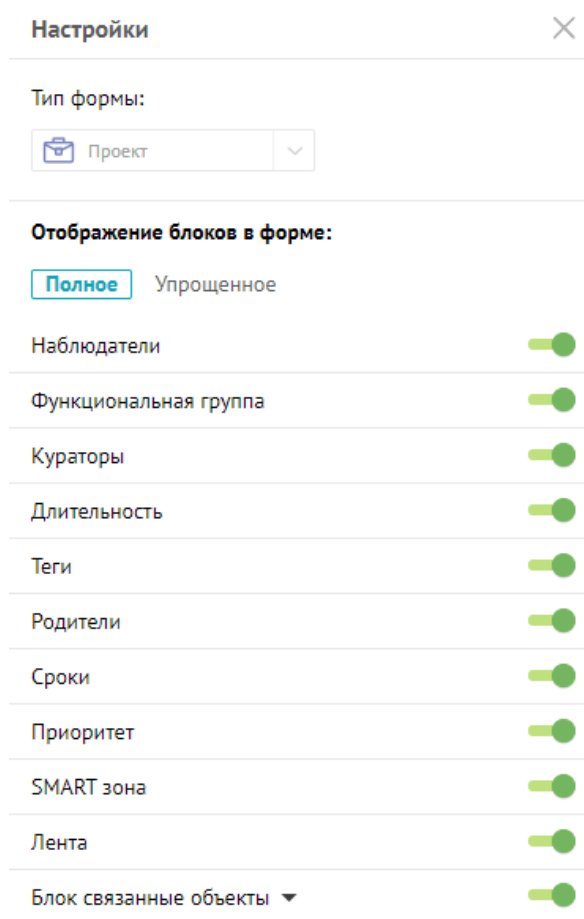 Настройки
Тип формы:
Проект
Отображение блоков в форме:
Полное Упрощенное
Наблюдатели
Функциональная группа
Кураторы
Длительность
Теги
Родители
Сроки
Приоритет
SMART зона
Лента
Блок связанные объекты